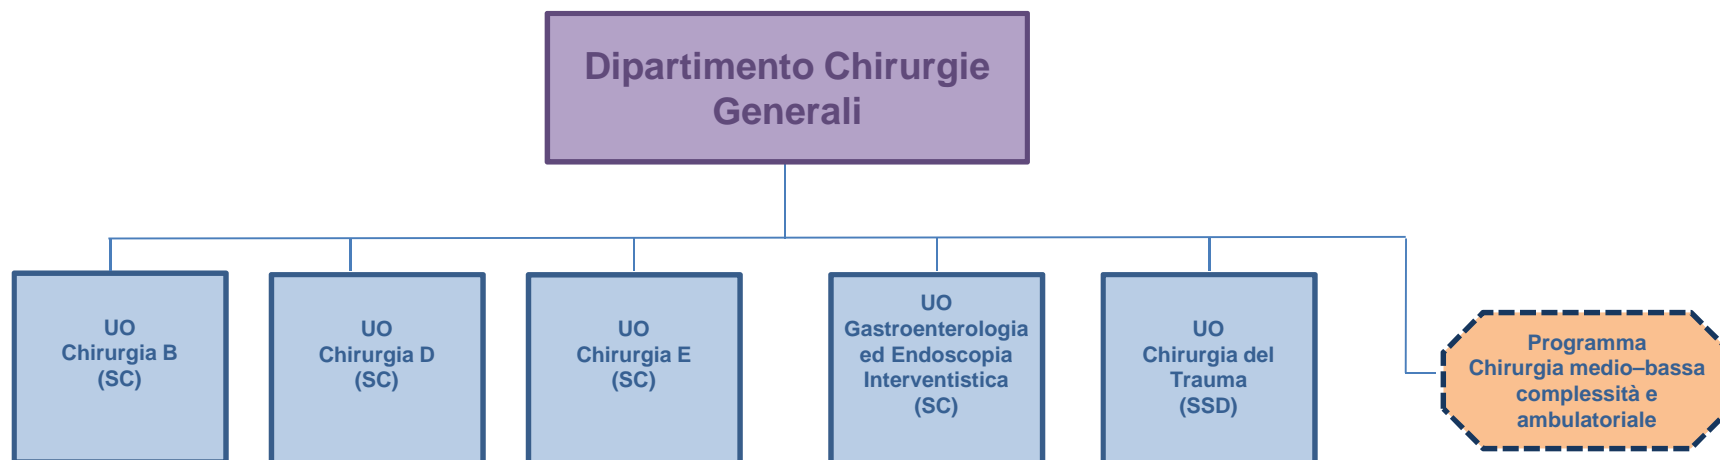 Dipartimento Chirurgie
Generali
UO
Chirurgia B
(SC)
UO
Chirurgia D
(SC)
UO
Chirurgia E
(SC)
UO
Gastroenterologia
ed Endoscopia
Interventistica
(SC)
UO
Chirurgia del
Trauma
(SSD)
Programma
Chirurgia medio–bassa
complessità e
ambulatoriale